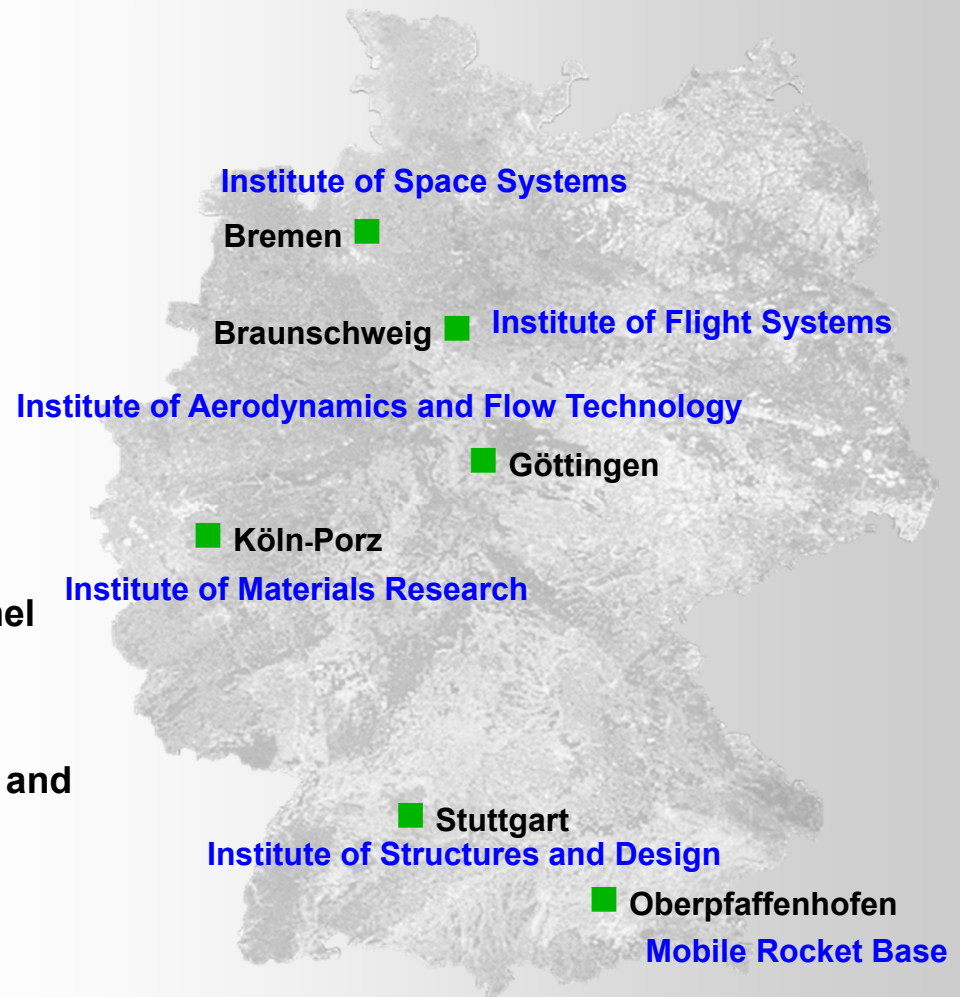 Institute of Space Systems
Bremen
Braunschweig
Institute of Flight Systems
Institute of Aerodynamics and Flow Technology
Göttingen
Köln-Porz
Institute of Materials Research
and
Stuttgart
Institute of Structures and Design
Oberpfaffenhofen
Mobile Rocket Base